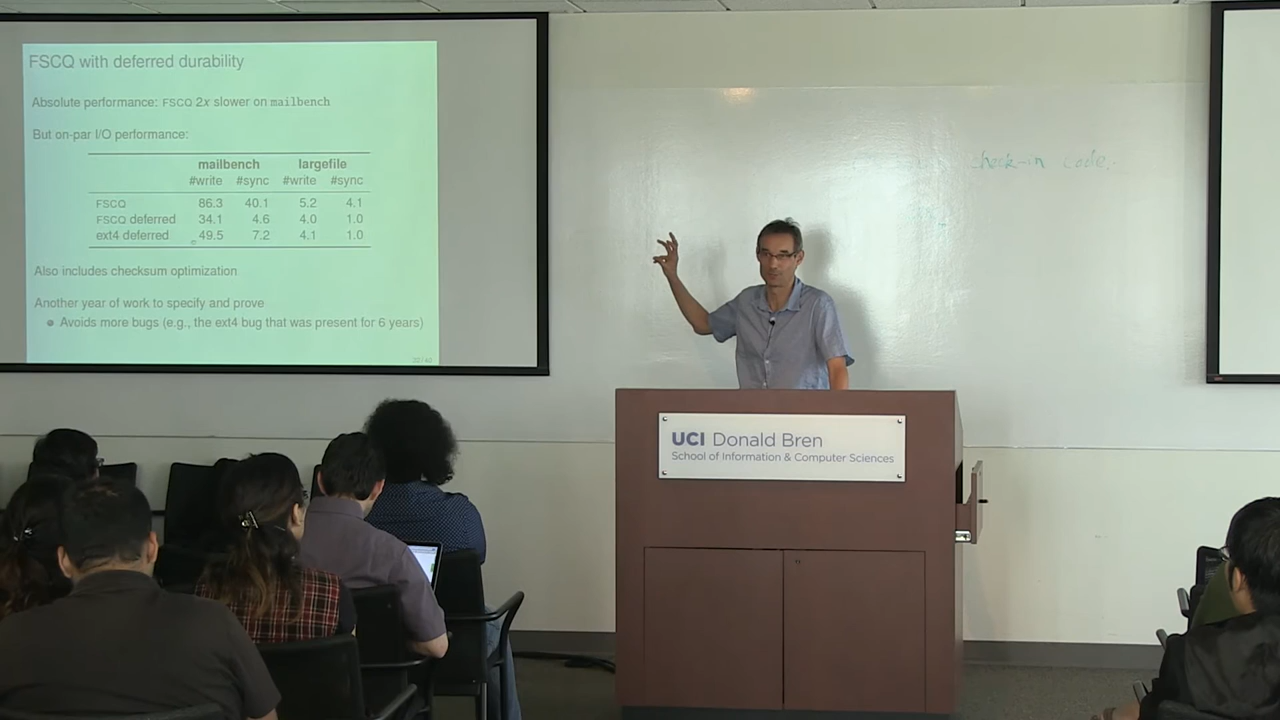 FSCQ with deferred durability
Absolute performance: FSCQ 2x slower on mailbench
But on-par I/O performance:
mailbench largefile
#write #sync #write #sync
FSCQ 86.3 40.1 5.2 4.1
FSCQ deferred 34.1 4.6 4.0 1.0
ext4 deferred 49.5 7.2 4.1 1.0
Also includes checksum optimization
Another year of work to specify and prove
Avoids more bugs (e.g., the ext4 bug that was present for 6 years)
check-in code.
UCI Donald Bren
School of Information & Computer Sciences